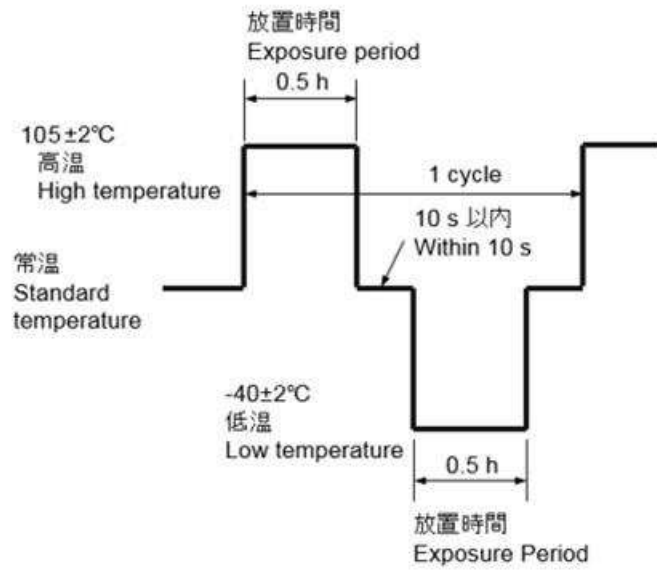 放置時間
Exposure period
0.5 h
105±2℃
高温
High temperature
1 cycle
10 s 以内
Within 10 s
常温
Standard
temperature
-40±2℃
低温
Low temperature
0.5 h
放置時間
Exposure Period